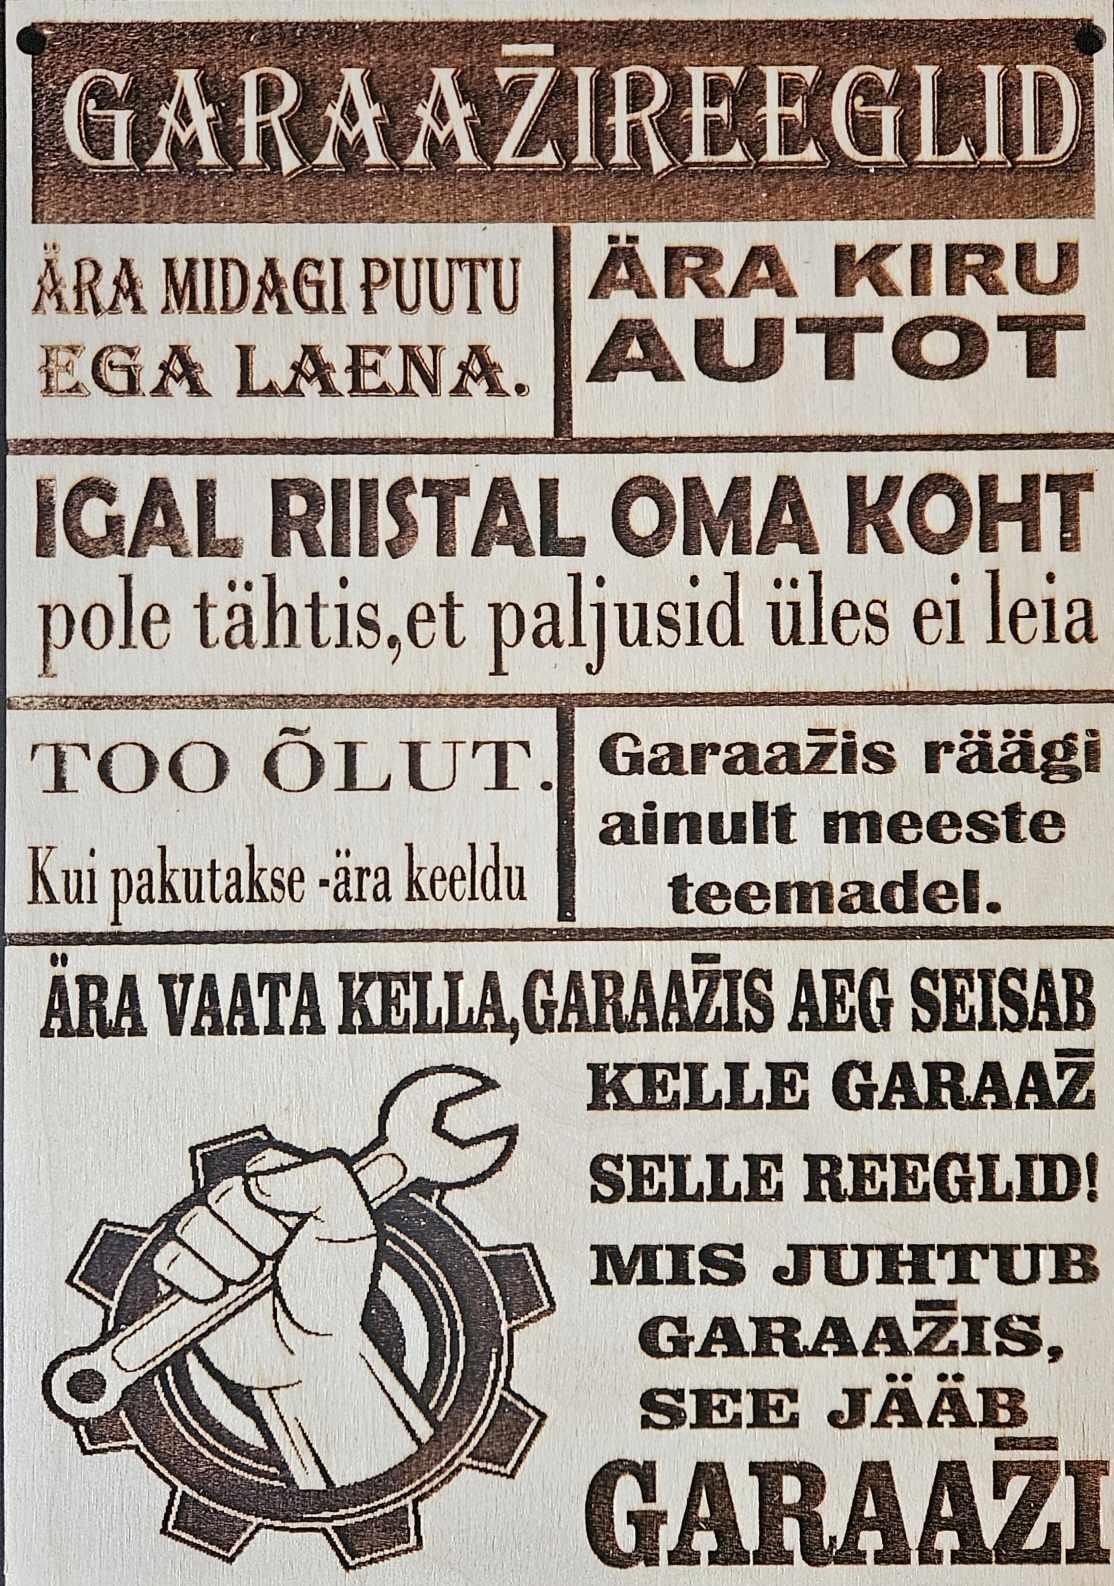 GARAAŽIREEGLID
ÄRA MIDAGI PUUTU
EGA LAENA.
ÄRA KIRU
AUTOT
IGAL RIISTAL OMA KOHT
pole tähtis,et paljusid üles ei leia
TOO ÕLUT.
Kui pakutakse -ära keeldu
Garaažis räägi
ainult meeste
teemadel.
ÄRA VAATA KELLA,GARAAŽIS AEG SEISAB
KELLE GARAAŽ
SELLE REEGLID!
MIS JUHTUB
GARAAŽIS,
SEE JÄÄB
GARAAŽI